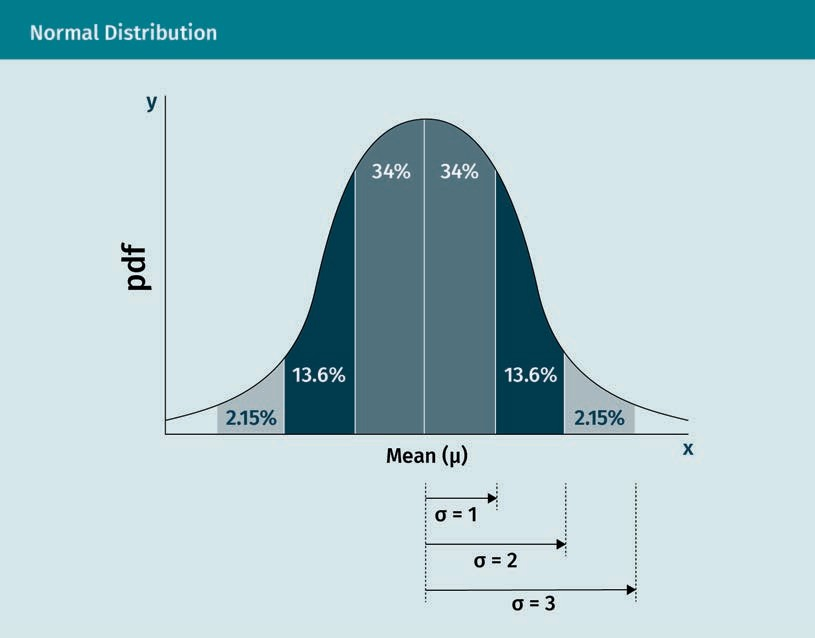 Normal Distribution
y
34% 34%
pdf
13.6% 13.6%
2.15% 2.15%
Mean (μ)
x
σ = 1
σ = 2
σ = 3